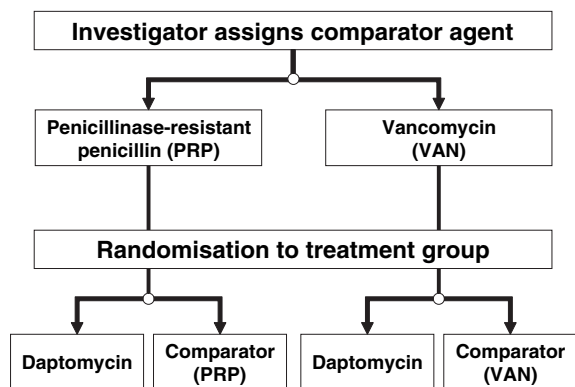 Investigator assigns comparator agent
Penicillinase-resistant
penicillin (PRP)
Vancomycin
(VAN)
Randomisation to treatment group
Daptomycin
Comparator
(PRP)
Daptomycin
Comparator
(VAN)